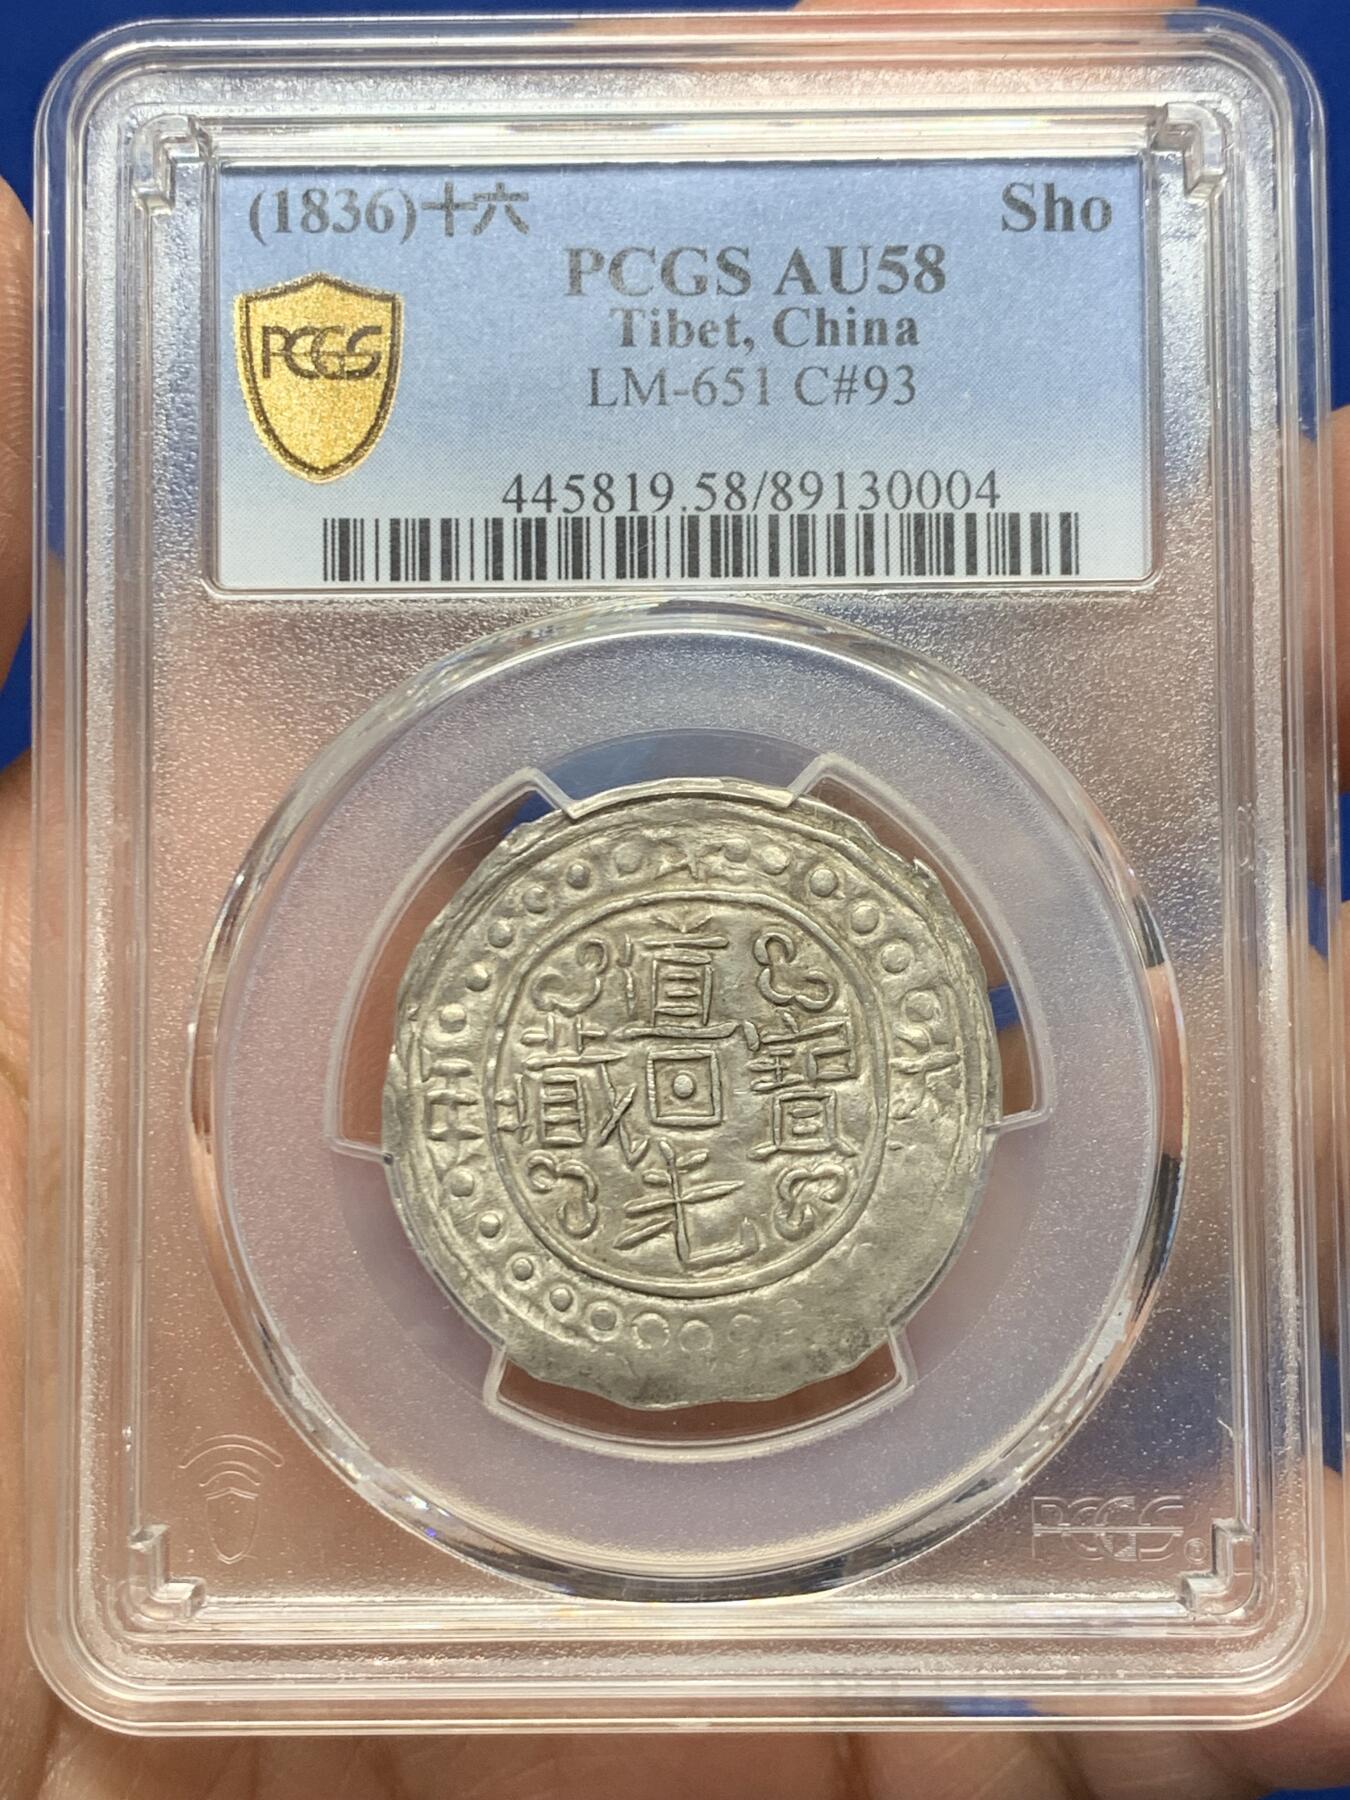 (1836)十六 Sho
PCGS AU58
Tibet, China
PCGS
LM-651 C#93
445819.58/89130004
道
寶 藏
光
PCGS